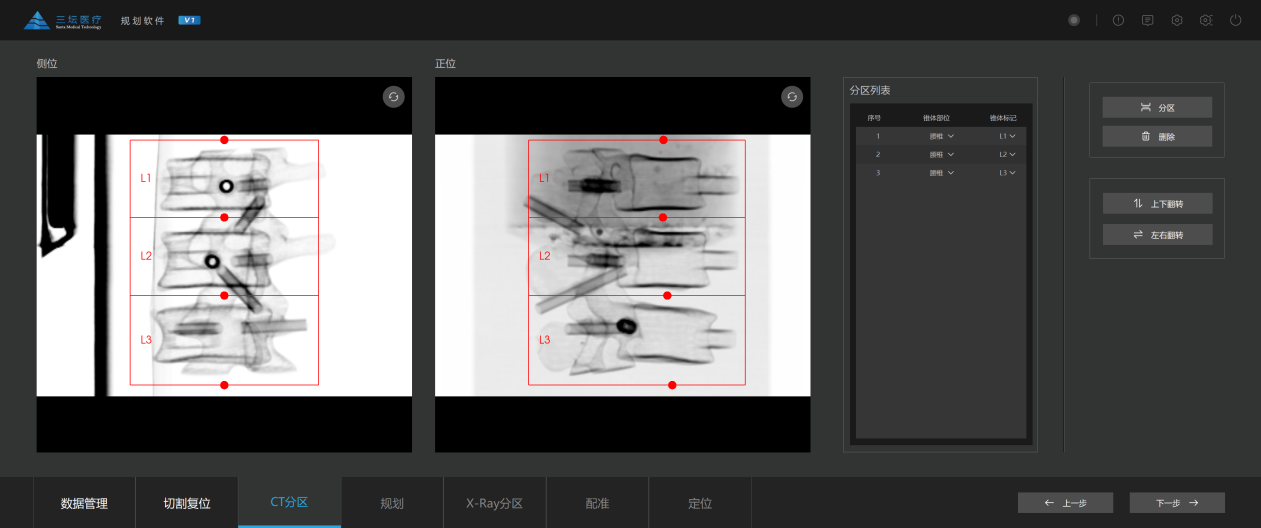 三坛医疗
Santan Medical Technology
规划软件
V1
侧位
正位
L1
L2
L3
L1
L2
L3
分区列表
序号 椎体部位 椎体标记
1 腰椎 L1
2 腰椎 L2
3 腰椎 L3
分区
删除
上下翻转
左右翻转
数据管理 切割复位 CT分区 规划 X-Ray分区 配准 定位
上一步 下一步